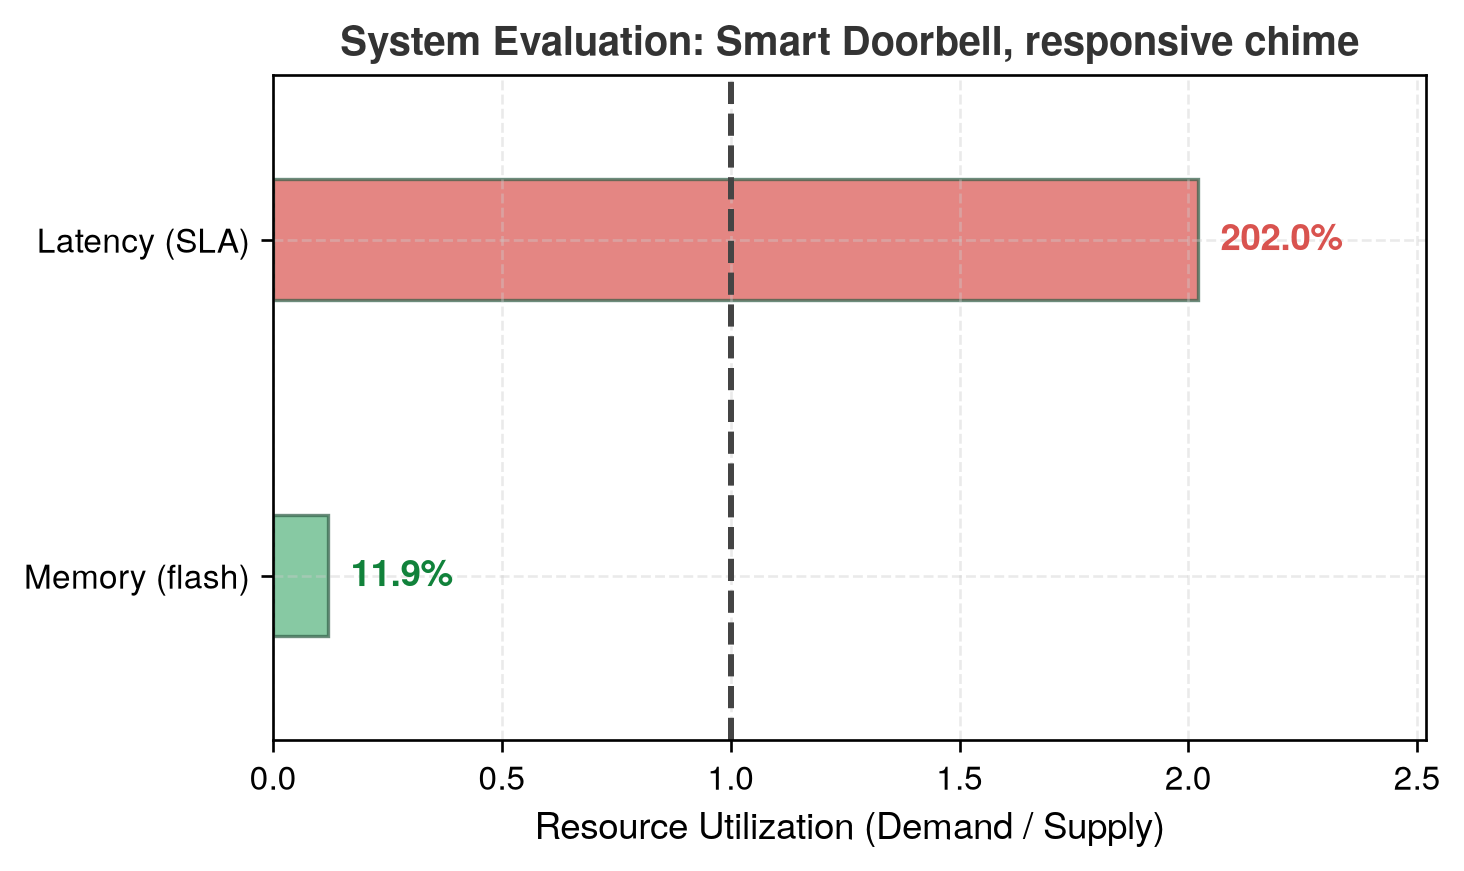 System Evaluation: Smart Doorbell, responsive chime
Latency (SLA)
202.0%
Memory (flash)
11.9%
0.0
0.5
1.0
1.5
2.0
2.5
Resource Utilization (Demand / Supply)